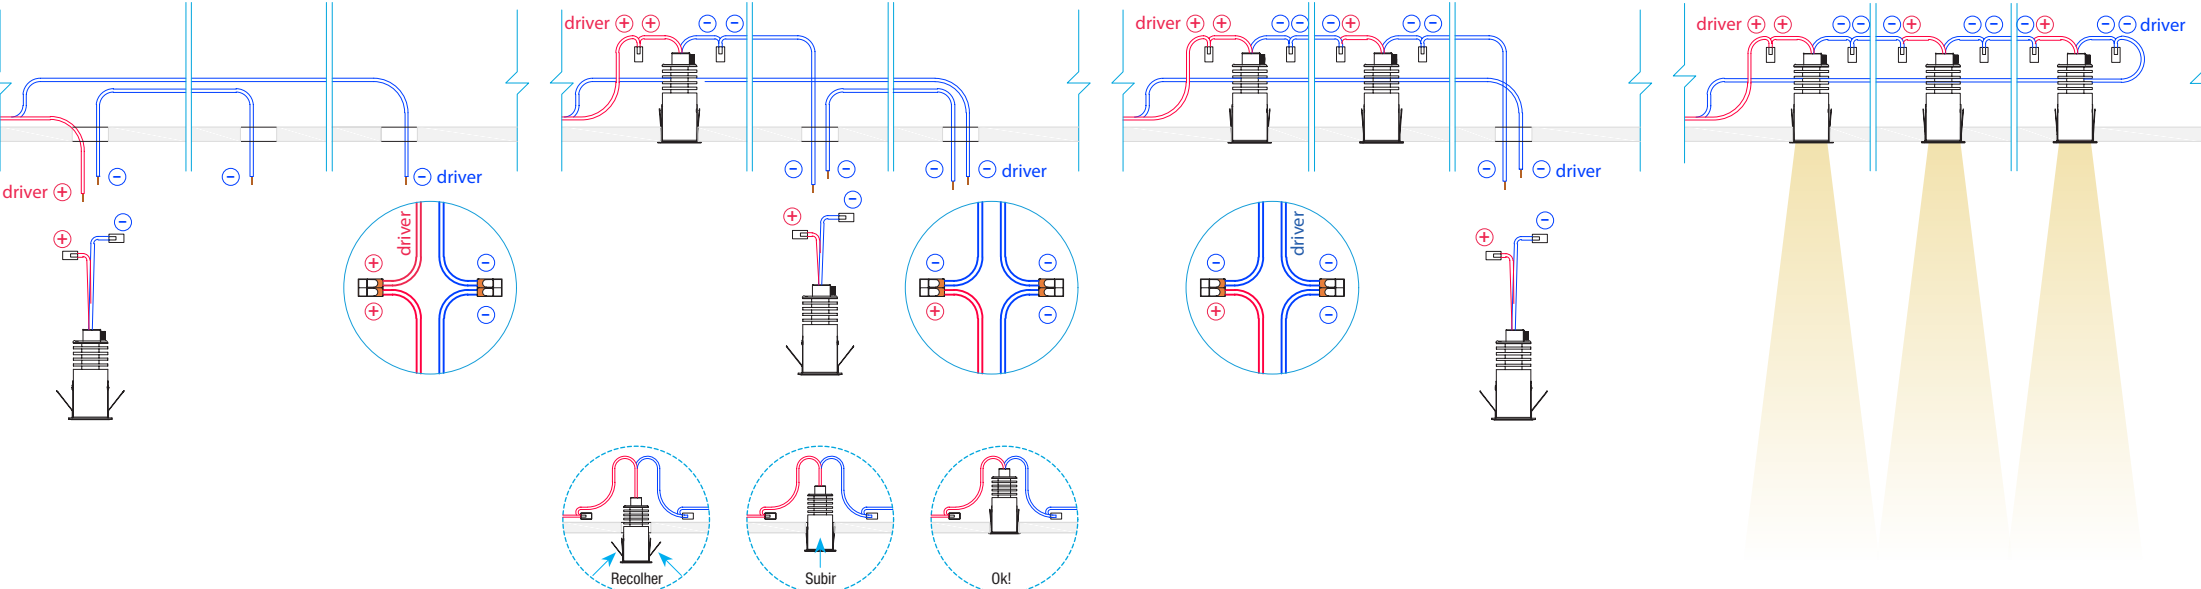 driver + +
− −
driver + +
− − − +
− −
driver + +
− − − +
− − − +
− − driver
driver +
−
−
− driver
− −
− − driver
− − driver
+ −
driver
+ −
+ −
+ −
− −
+ −
driver
− −
+ −
+ −
Recolher
Subir
Ok!